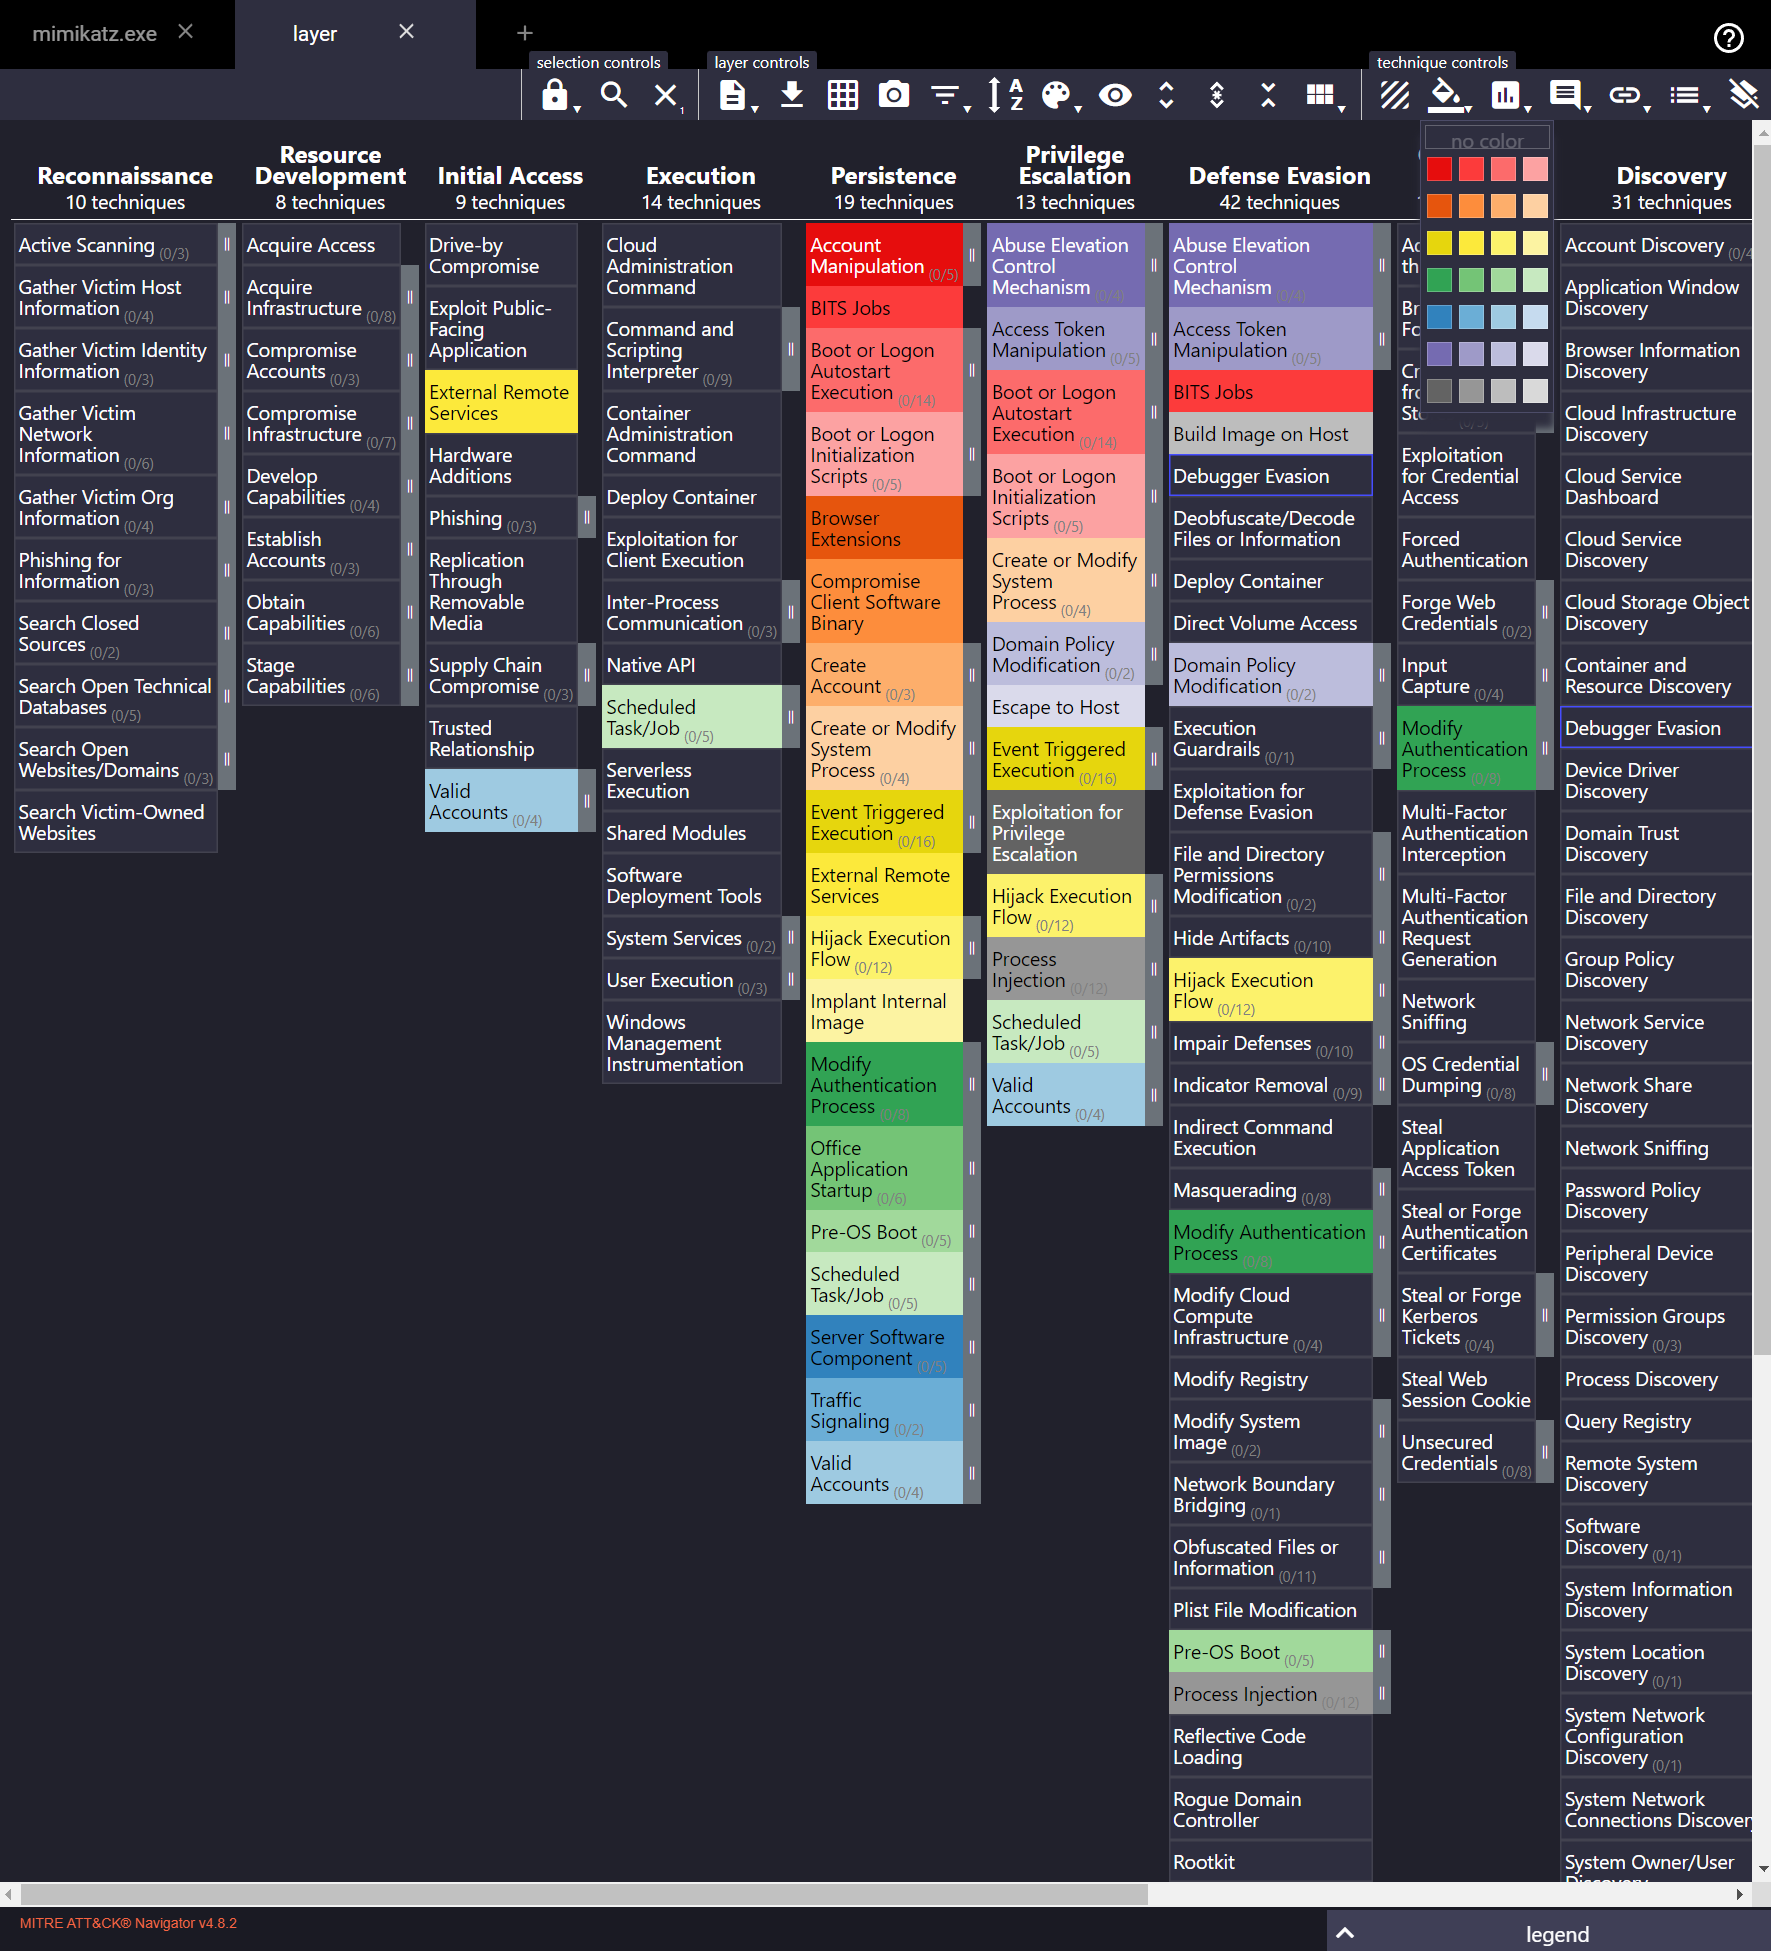 mimikatz.exe
layer
selection controls
layer controls
technique controls
no color
Reconnaissance
10 techniques
Active Scanning (0/3)
Gather Victim Host
Information (0/4)
Gather Victim Identity
Information (0/3)
Gather Victim
Network
Information (0/6)
Gather Victim Org
Information (0/4)
Phishing for
Information (0/3)
Search Closed
Sources (0/2)
Search Open Technical
Databases (0/5)
Search Open
Websites/Domains (0/3)
Search Victim-Owned
Websites
Resource
Development
8 techniques
Acquire Access
Acquire
Infrastructure (0/8)
Compromise
Accounts (0/3)
Compromise
Infrastructure (0/7)
Develop
Capabilities (0/4)
Establish
Accounts (0/3)
Obtain
Capabilities (0/6)
Stage
Capabilities (0/6)
Initial Access
9 techniques
Drive-by
Compromise
Exploit Public-
Facing
Application
External Remote
Services
Hardware
Additions
Phishing (0/3)
Replication
Through
Removable
Media
Supply Chain
Compromise (0/3)
Trusted
Relationship
Valid
Accounts (0/4)
Execution
14 techniques
Cloud
Administration
Command
Command and
Scripting
Interpreter (0/9)
Container
Administration
Command
Deploy Container
Exploitation for
Client Execution
Inter-Process
Communication (0/3)
Native API
Scheduled
Task/Job (0/5)
Serverless
Execution
Shared Modules
Software
Deployment Tools
System Services (0/2)
User Execution (0/3)
Windows
Management
Instrumentation
Persistence
19 techniques
Account
Manipulation (0/5)
BITS Jobs
Boot or Logon
Autostart
Execution (0/14)
Boot or Logon
Initialization
Scripts (0/5)
Browser
Extensions
Compromise
Client Software
Binary
Create
Account (0/3)
Create or Modify
System
Process (0/4)
Event Triggered
Execution (0/16)
External Remote
Services
Hijack Execution
Flow (0/12)
Implant Internal
Image
Modify
Authentication
Process (0/8)
Office
Application
Startup (0/6)
Pre-OS Boot (0/5)
Scheduled
Task/Job (0/5)
Server Software
Component (0/5)
Traffic
Signaling (0/2)
Valid
Accounts (0/4)
Privilege
Escalation
13 techniques
Abuse Elevation
Control
Mechanism (0/4)
Access Token
Manipulation (0/5)
Boot or Logon
Autostart
Execution (0/14)
Boot or Logon
Initialization
Scripts (0/5)
Create or Modify
System
Process (0/4)
Domain Policy
Modification (0/2)
Escape to Host
Event Triggered
Execution (0/16)
Exploitation for
Privilege
Escalation
Hijack Execution
Flow (0/12)
Process
Injection (0/12)
Scheduled
Task/Job (0/5)
Valid
Accounts (0/4)
Defense Evasion
42 techniques
Abuse Elevation
Control
Mechanism (0/4)
Access Token
Manipulation (0/5)
BITS Jobs
Build Image on Host
Debugger Evasion
Deobfuscate/Decode
Files or Information
Deploy Container
Direct Volume Access
Domain Policy
Modification (0/2)
Execution
Guardrails (0/1)
Exploitation for
Defense Evasion
File and Directory
Permissions
Modification (0/2)
Hide Artifacts (0/10)
Hijack Execution
Flow (0/12)
Impair Defenses (0/10)
Indicator Removal (0/9)
Indirect Command
Execution
Masquerading (0/8)
Modify Authentication
Process (0/8)
Modify Cloud
Compute
Infrastructure (0/4)
Modify Registry
Modify System
Image (0/2)
Network Boundary
Bridging (0/1)
Obfuscated Files or
Information (0/11)
Plist File Modification
Pre-OS Boot (0/5)
Process Injection (0/12)
Reflective Code
Loading
Rogue Domain
Controller
Rootkit
Exploitation
for Credential
Access
Forced
Authentication
Forge Web
Credentials (0/2)
Input
Capture (0/4)
Modify
Authentication
Process (0/8)
Multi-Factor
Authentication
Interception
Multi-Factor
Authentication
Request
Generation
Network
Sniffing
OS Credential
Dumping (0/8)
Steal
Application
Access Token
Steal or Forge
Authentication
Certificates
Steal or Forge
Kerberos
Tickets (0/4)
Steal Web
Session Cookie
Unsecured
Credentials (0/8)
Discovery
31 techniques
Account Discovery (0/4
Application Window
Discovery
Browser Information
Discovery
Cloud Infrastructure
Discovery
Cloud Service
Dashboard
Cloud Service
Discovery
Cloud Storage Object
Discovery
Container and
Resource Discovery
Debugger Evasion
Device Driver
Discovery
Domain Trust
Discovery
File and Directory
Discovery
Group Policy
Discovery
Network Service
Discovery
Network Share
Discovery
Network Sniffing
Password Policy
Discovery
Peripheral Device
Discovery
Permission Groups
Discovery (0/3)
Process Discovery
Query Registry
Remote System
Discovery
Software
Discovery (0/1)
System Information
Discovery
System Location
Discovery (0/1)
System Network
Configuration
Discovery (0/1)
System Network
Connections Discovery
System Owner/User
MITRE ATT&CK® Navigator v4.8.2
legend